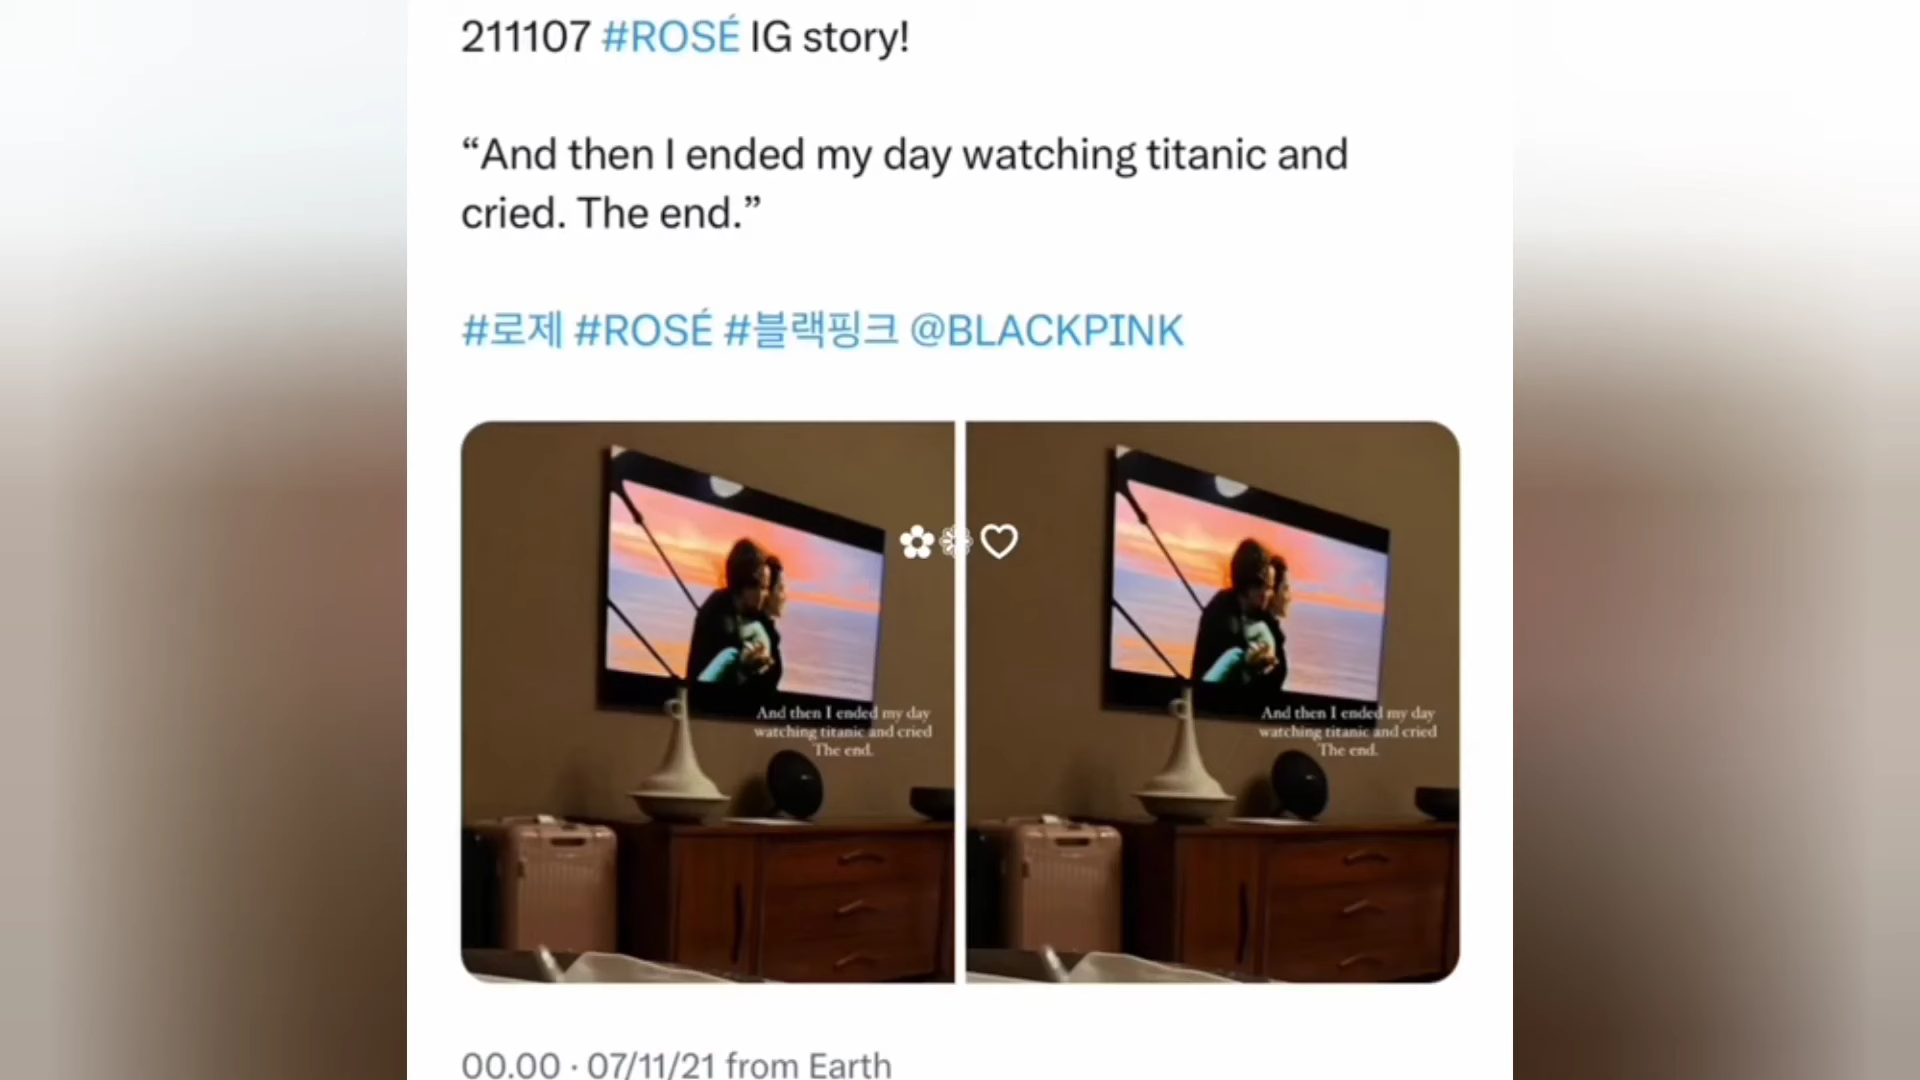 211107 #ROSÉ IG story!
“And then I ended my day watching titanic and
cried. The end.”
#로제 #ROSÉ #블랙핑크 @BLACKPINK
And then I ended my day
watching titanic and cried
The end.
And then I ended my day
watching titanic and cried
The end.
00.00 · 07/11/21 from Earth